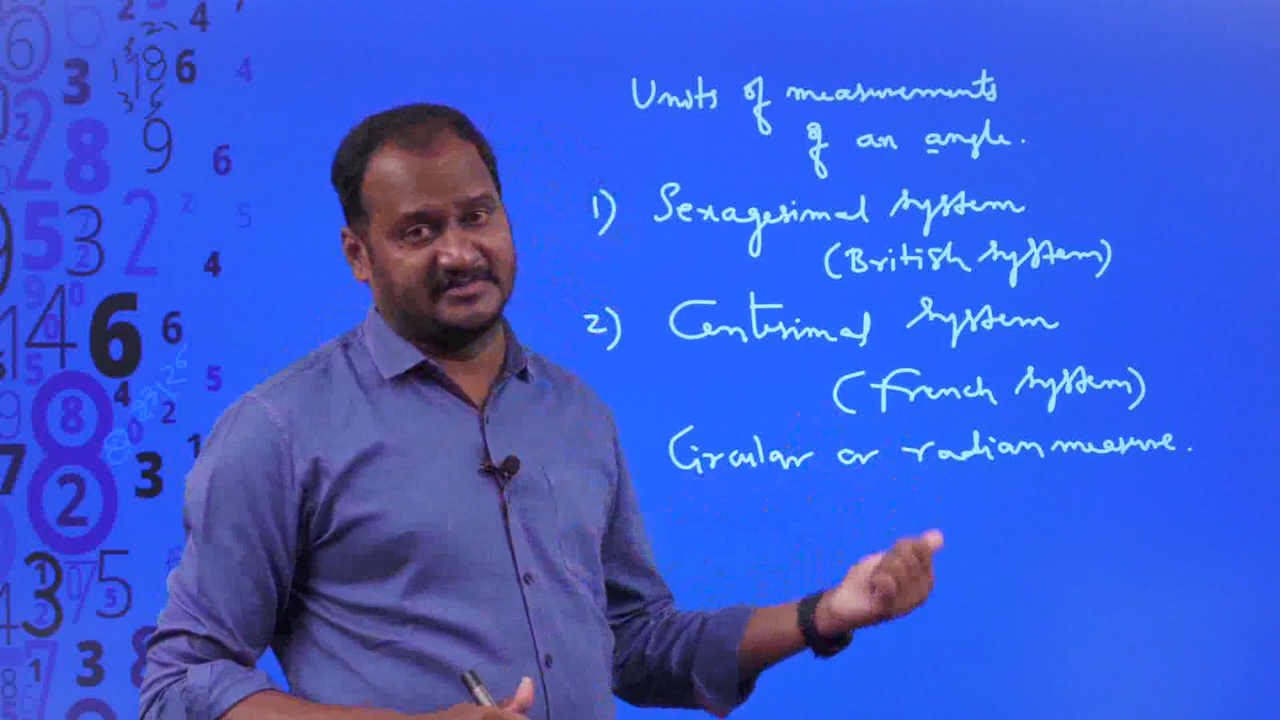 Units of measurements
of an angle.
1) Sexagesimal system
(British system)
2) Centesimal system
(French system)
Circular or radian measure.